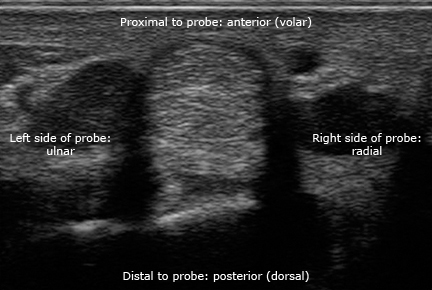 Proximal to probe: anterior (volar)
Left side of probe:
ulnar
Right side of probe:
radial
Distal to probe: posterior (dorsal)